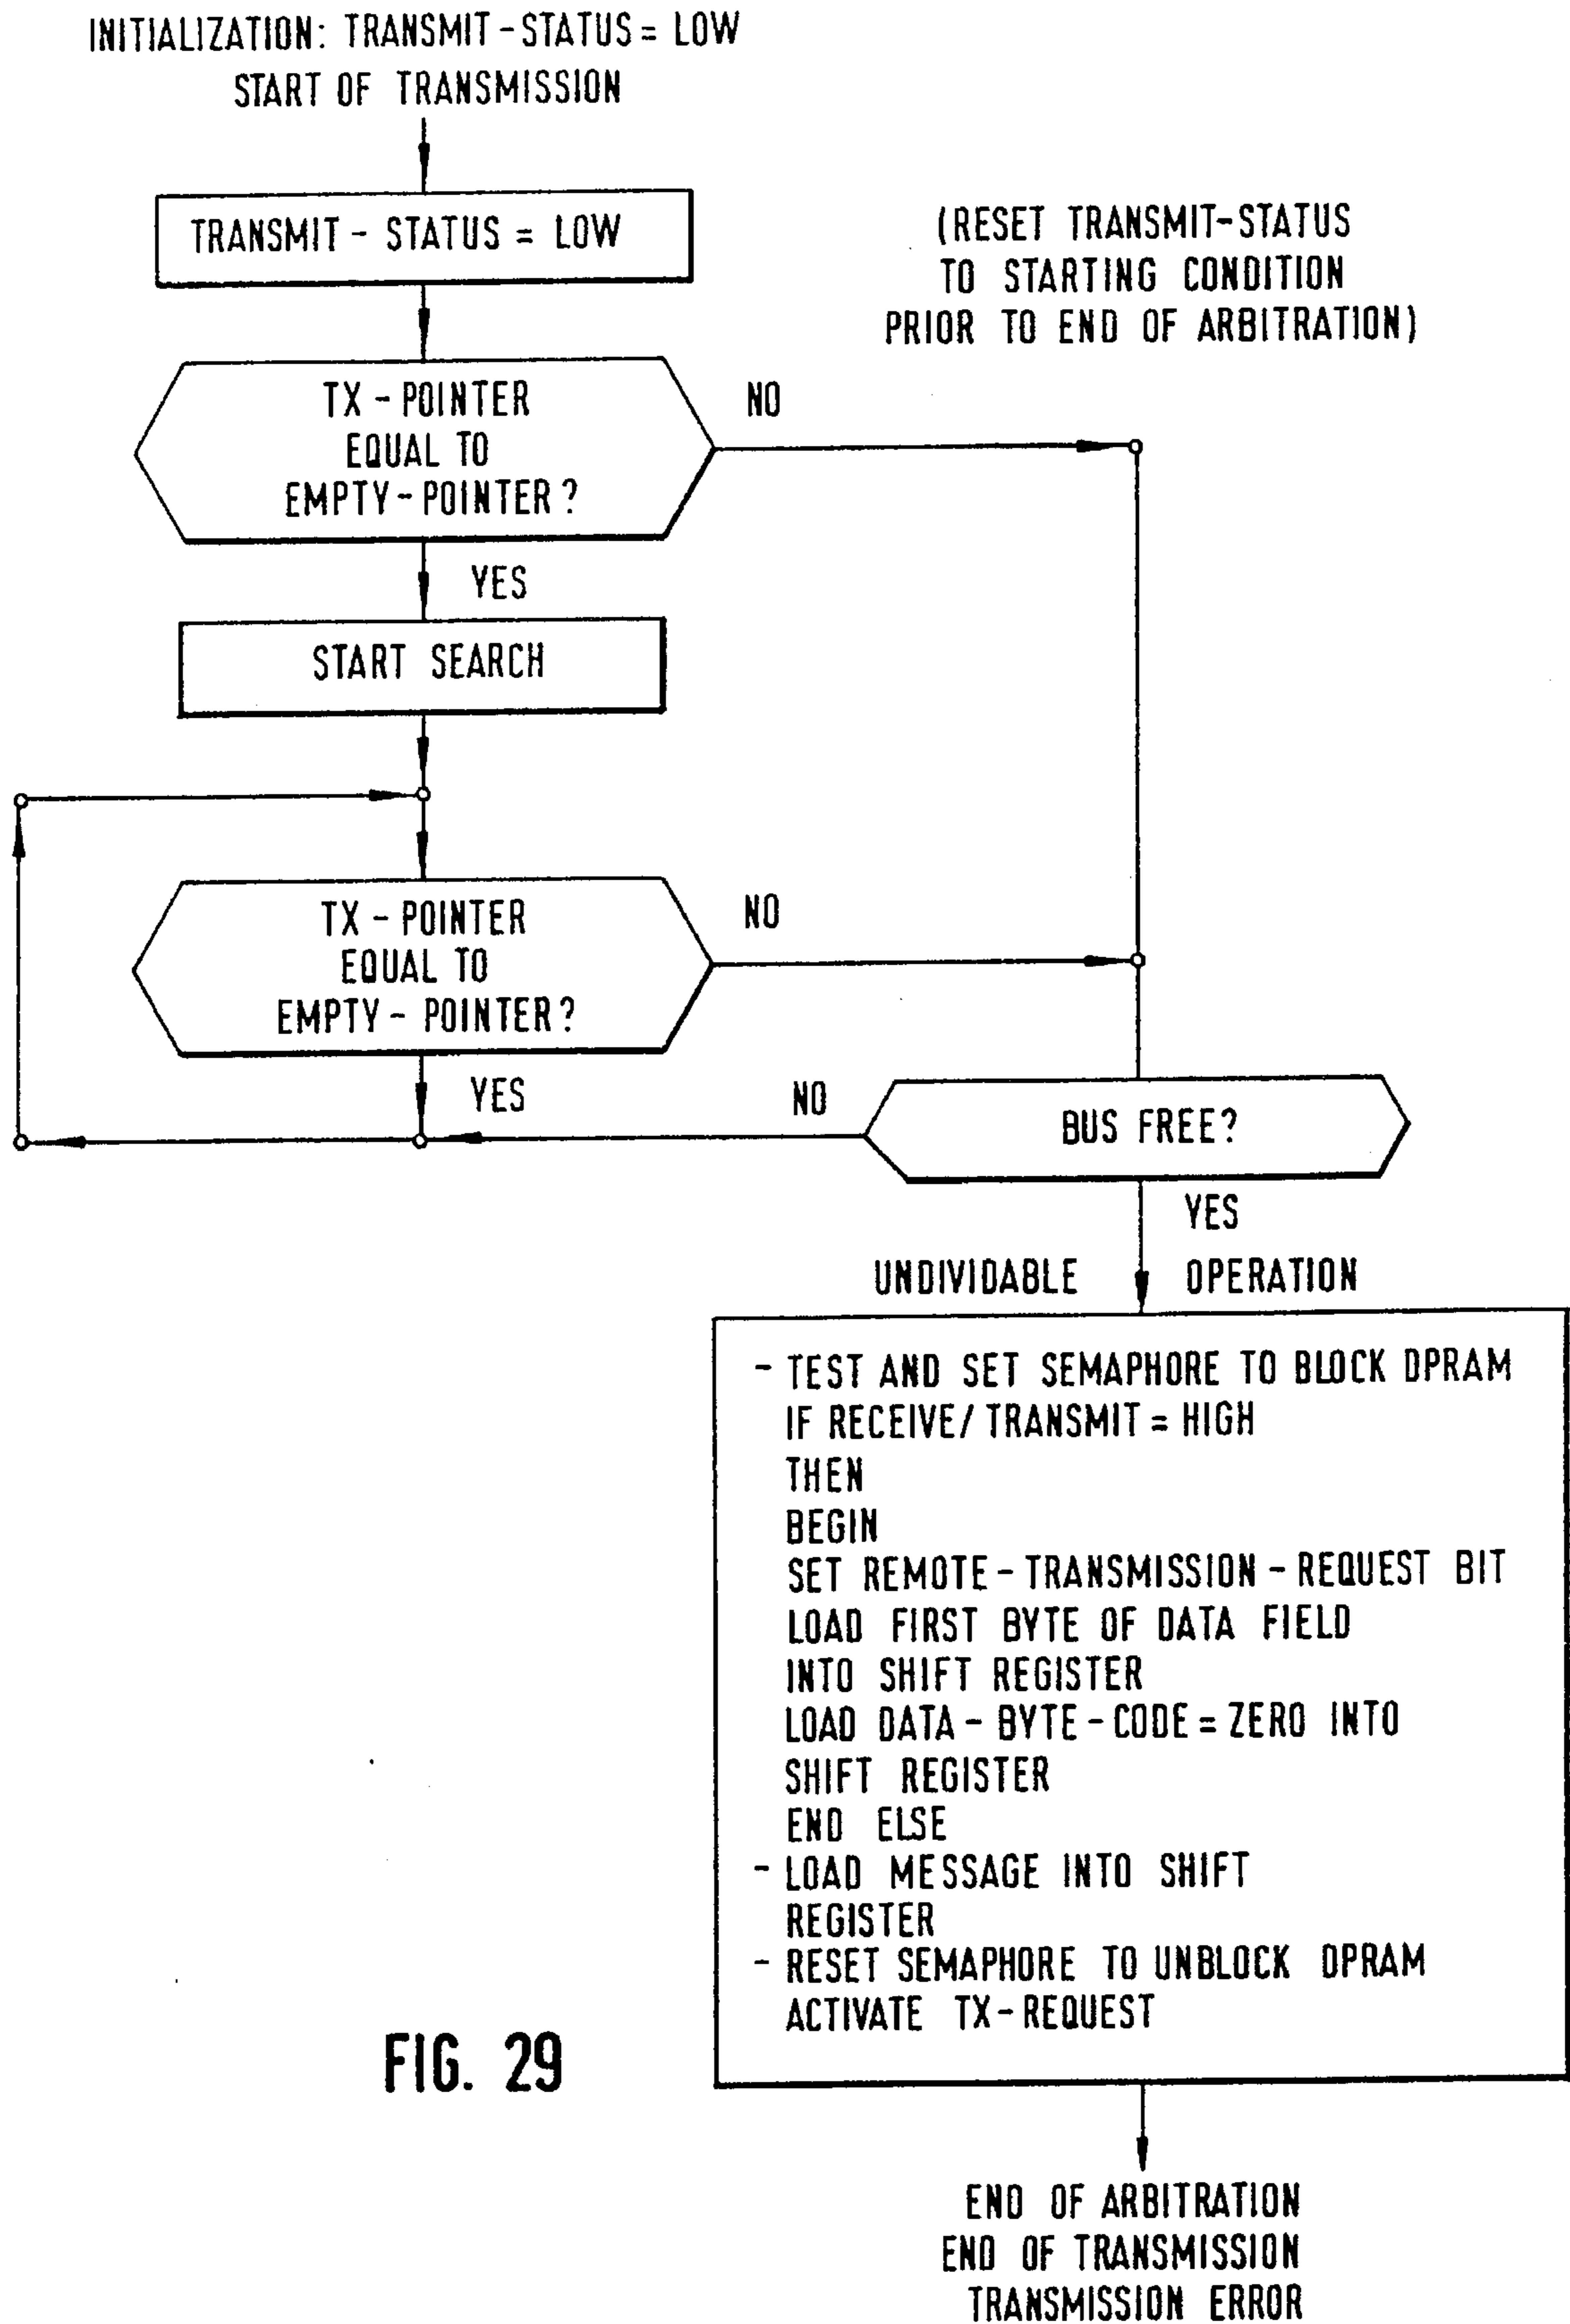 INITIALIZATION: TRANSMIT-STATUS = LOW
START OF TRANSMISSION
TRANSMIT - STATUS = LOW
(RESET TRANSMIT-STATUS
TO STARTING CONDITION
PRIOR TO END OF ARBITRATION)
TX - POINTER
EQUAL TO
EMPTY - POINTER?
NO
YES
START SEARCH
TX - POINTER
EQUAL TO
EMPTY - POINTER?
NO
YES
NO
BUS FREE?
YES
UNDIVIDABLE OPERATION
- TEST AND SET SEMAPHORE TO BLOCK DPRAM
IF RECEIVE/TRANSMIT = HIGH
THEN
BEGIN
SET REMOTE - TRANSMISSION - REQUEST BIT
LOAD FIRST BYTE OF DATA FIELD
INTO SHIFT REGISTER
LOAD DATA - BYTE - CODE = ZERO INTO
SHIFT REGISTER
END ELSE
- LOAD MESSAGE INTO SHIFT
REGISTER
- RESET SEMAPHORE TO UNBLOCK DPRAM
ACTIVATE TX - REQUEST
FIG. 29
END OF ARBITRATION
END OF TRANSMISSION
TRANSMISSION ERROR